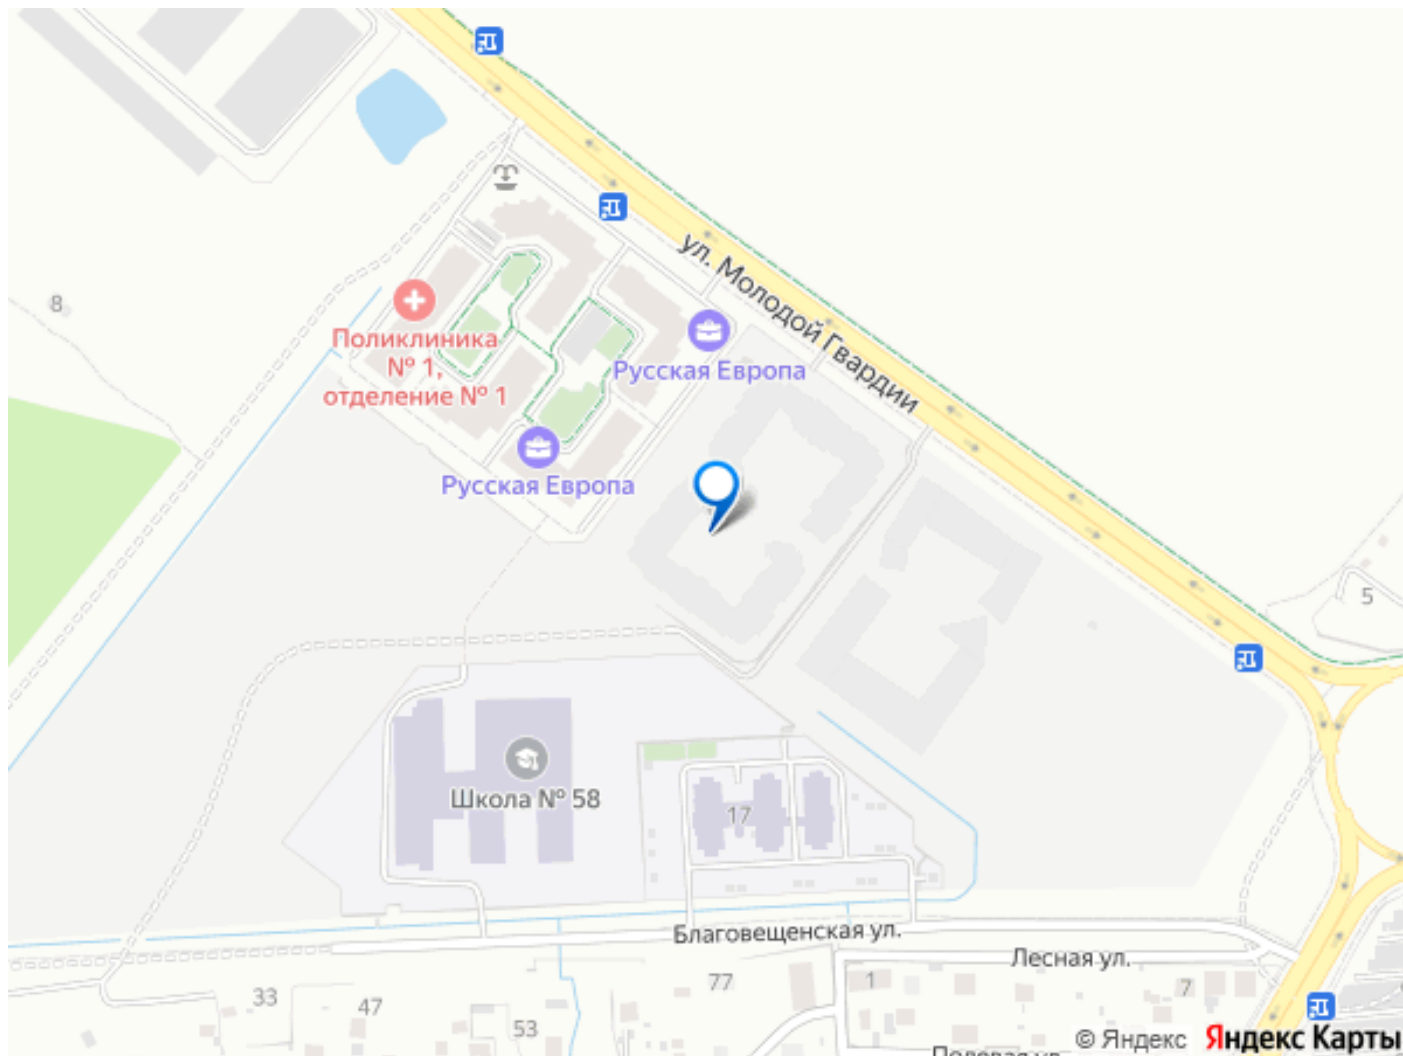 ул. Молодой Гвардии
8
Поликлиника
№ 1,
отделение № 1
Русская Европа
Русская Европа
5
Школа № 58
17
Благовещенская ул.
Лесная ул.
33
47
53
77
1
7
© Яндекс Яндекс Карты